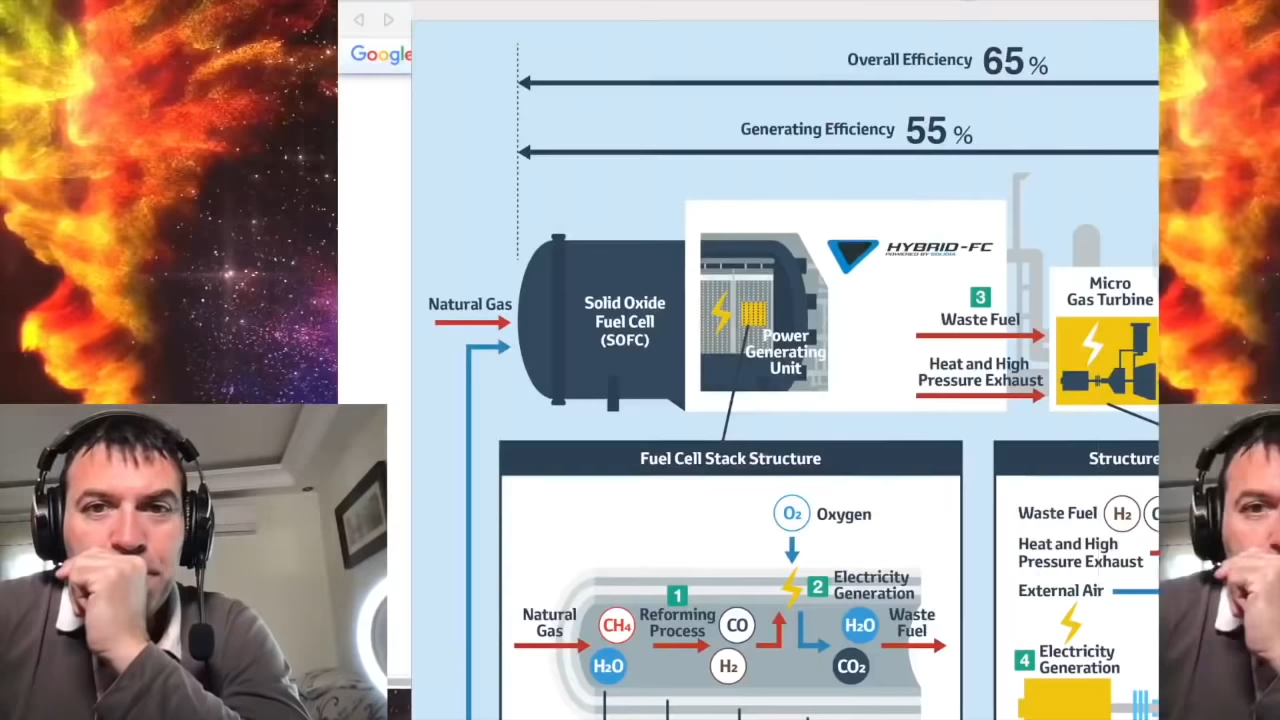 Google
Overall Efficiency 65 %
Generating Efficiency 55 %
HYBRID-FC
Natural Gas
Solid Oxide
Fuel Cell
(SOFC)
Power
Generating
Unit
3
Waste Fuel
Heat and High
Pressure Exhaust
Micro
Gas Turbine
Fuel Cell Stack Structure
O₂ Oxygen
2 Electricity
Generation
Natural
Gas
CH₄
H₂O
1
Reforming
Process
CO
H₂
H₂O
CO₂
Waste
Fuel
Structure
Waste Fuel H₂
Heat and High
Pressure Exhaust
External Air
4 Electricity
Generation